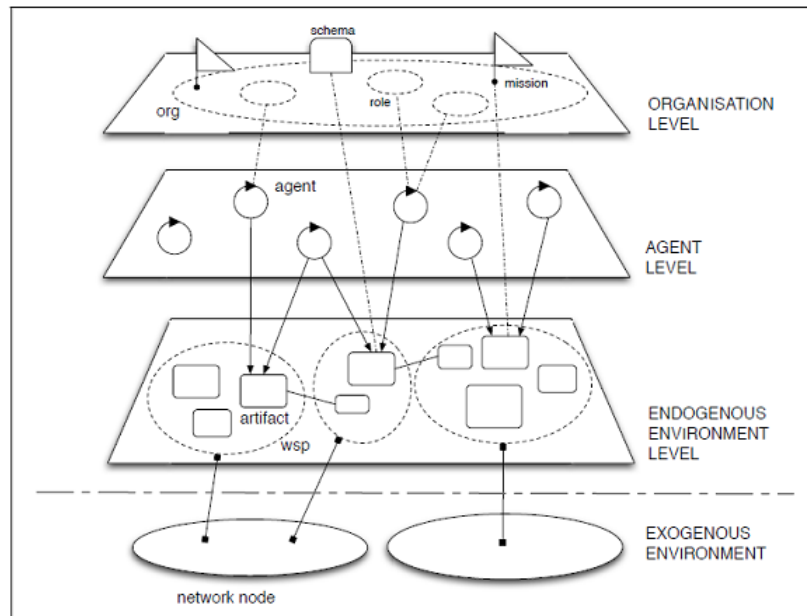 schema
mission
role
org
ORGANISATION
LEVEL
agent
AGENT
LEVEL
artifact
wsp
ENDOGENOUS
ENVIRONMENT
LEVEL
EXOGENOUS
ENVIRONMENT
network node